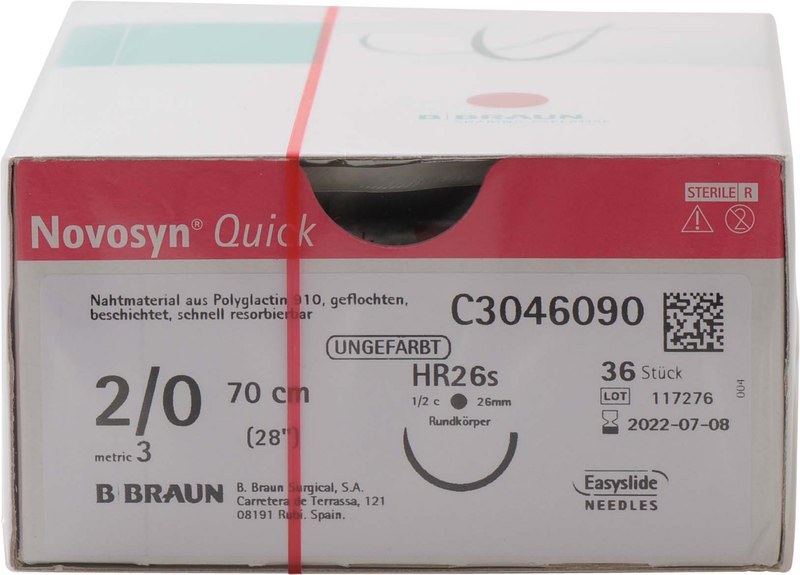 B | BRAUN
SHARING EXPERTISE
STERILE R
Novosyn® Quick
Nahtmaterial aus Polyglactin 910, geflochten,
beschichtet, schnell resorbierbar
C3046090
UNGEFÄRBT
2/0 70 cm
(28")
metric 3
HR26s
1/2 c 26mm
Rundkörper
36 Stück
LOT 117276
2022-07-08
004
B BRAUN
B. Braun Surgical, S.A.
Carretera de Terrassa, 121
08191 Rubí. Spain.
Easyslide
NEEDLES